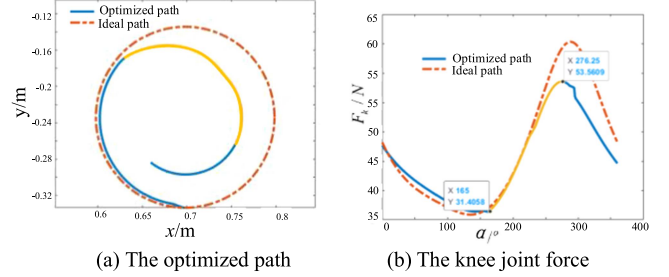 -0.12
-0.16
-0.2
-0.24
-0.28
-0.32
y/m
Optimized path
Ideal path
0.6
0.65
0.7
0.75
0.8
x/m
(a) The optimized path
65
60
55
50
45
40
35
F_k / N
Optimized path
Ideal path
X 276.25
Y 53.5609
X 165
Y 31.4058
0
100
200
300
400
α/°
(b) The knee joint force